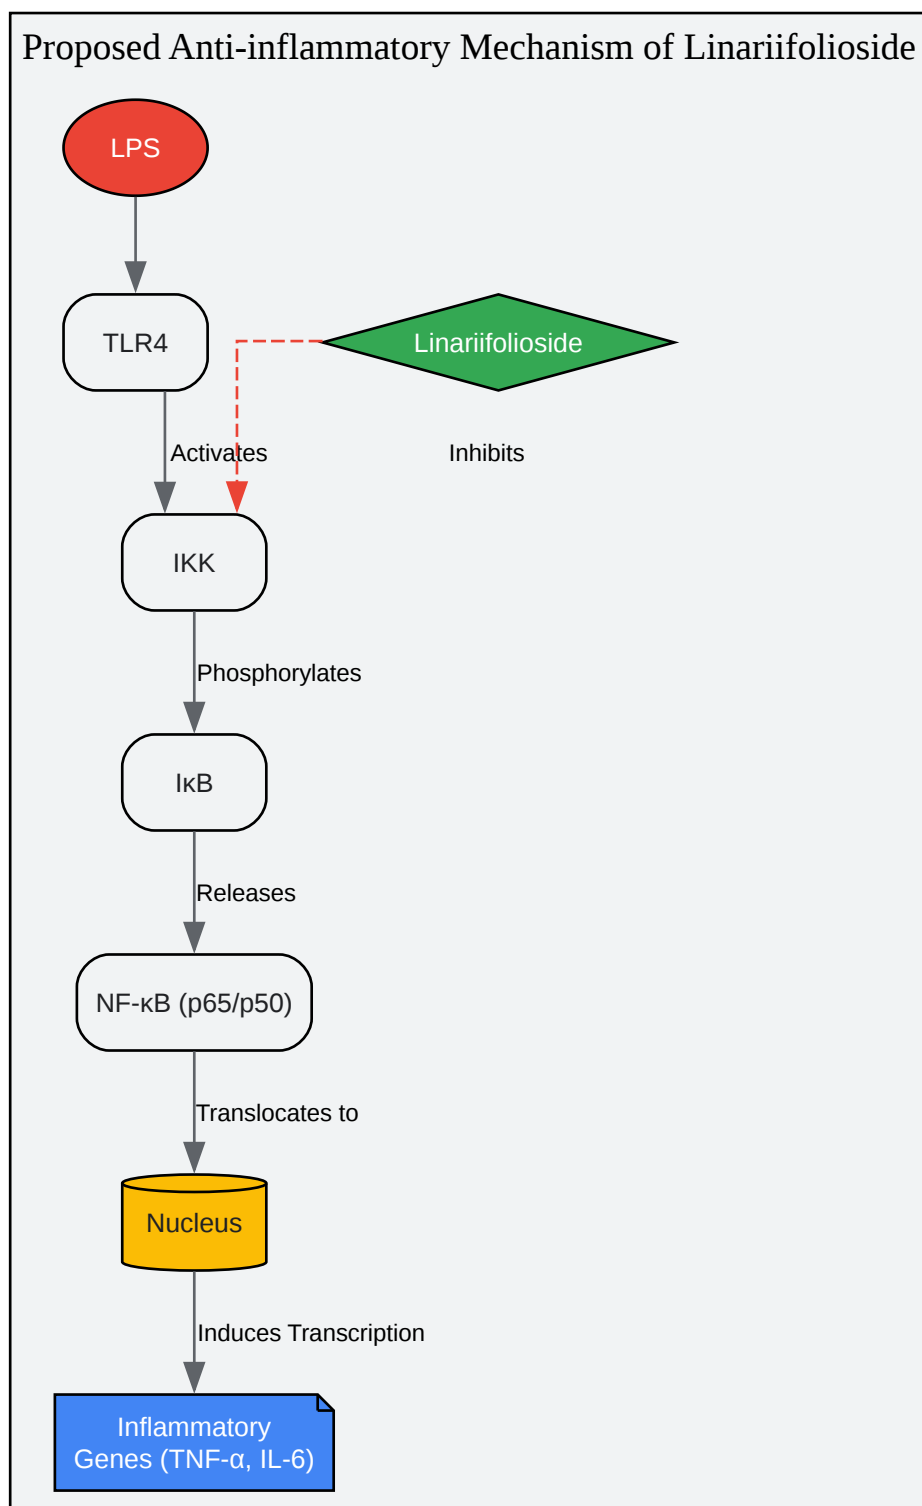 Proposed Anti-inflammatory Mechanism of Linariifolioside
LPS
TLR4
Linariifolioside
Activates
Inhibits
IKK
Phosphorylates
IκB
Releases
NF-κB (p65/p50)
Translocates to
Nucleus
Induces Transcription
Inflammatory
Genes (TNF-α, IL-6)